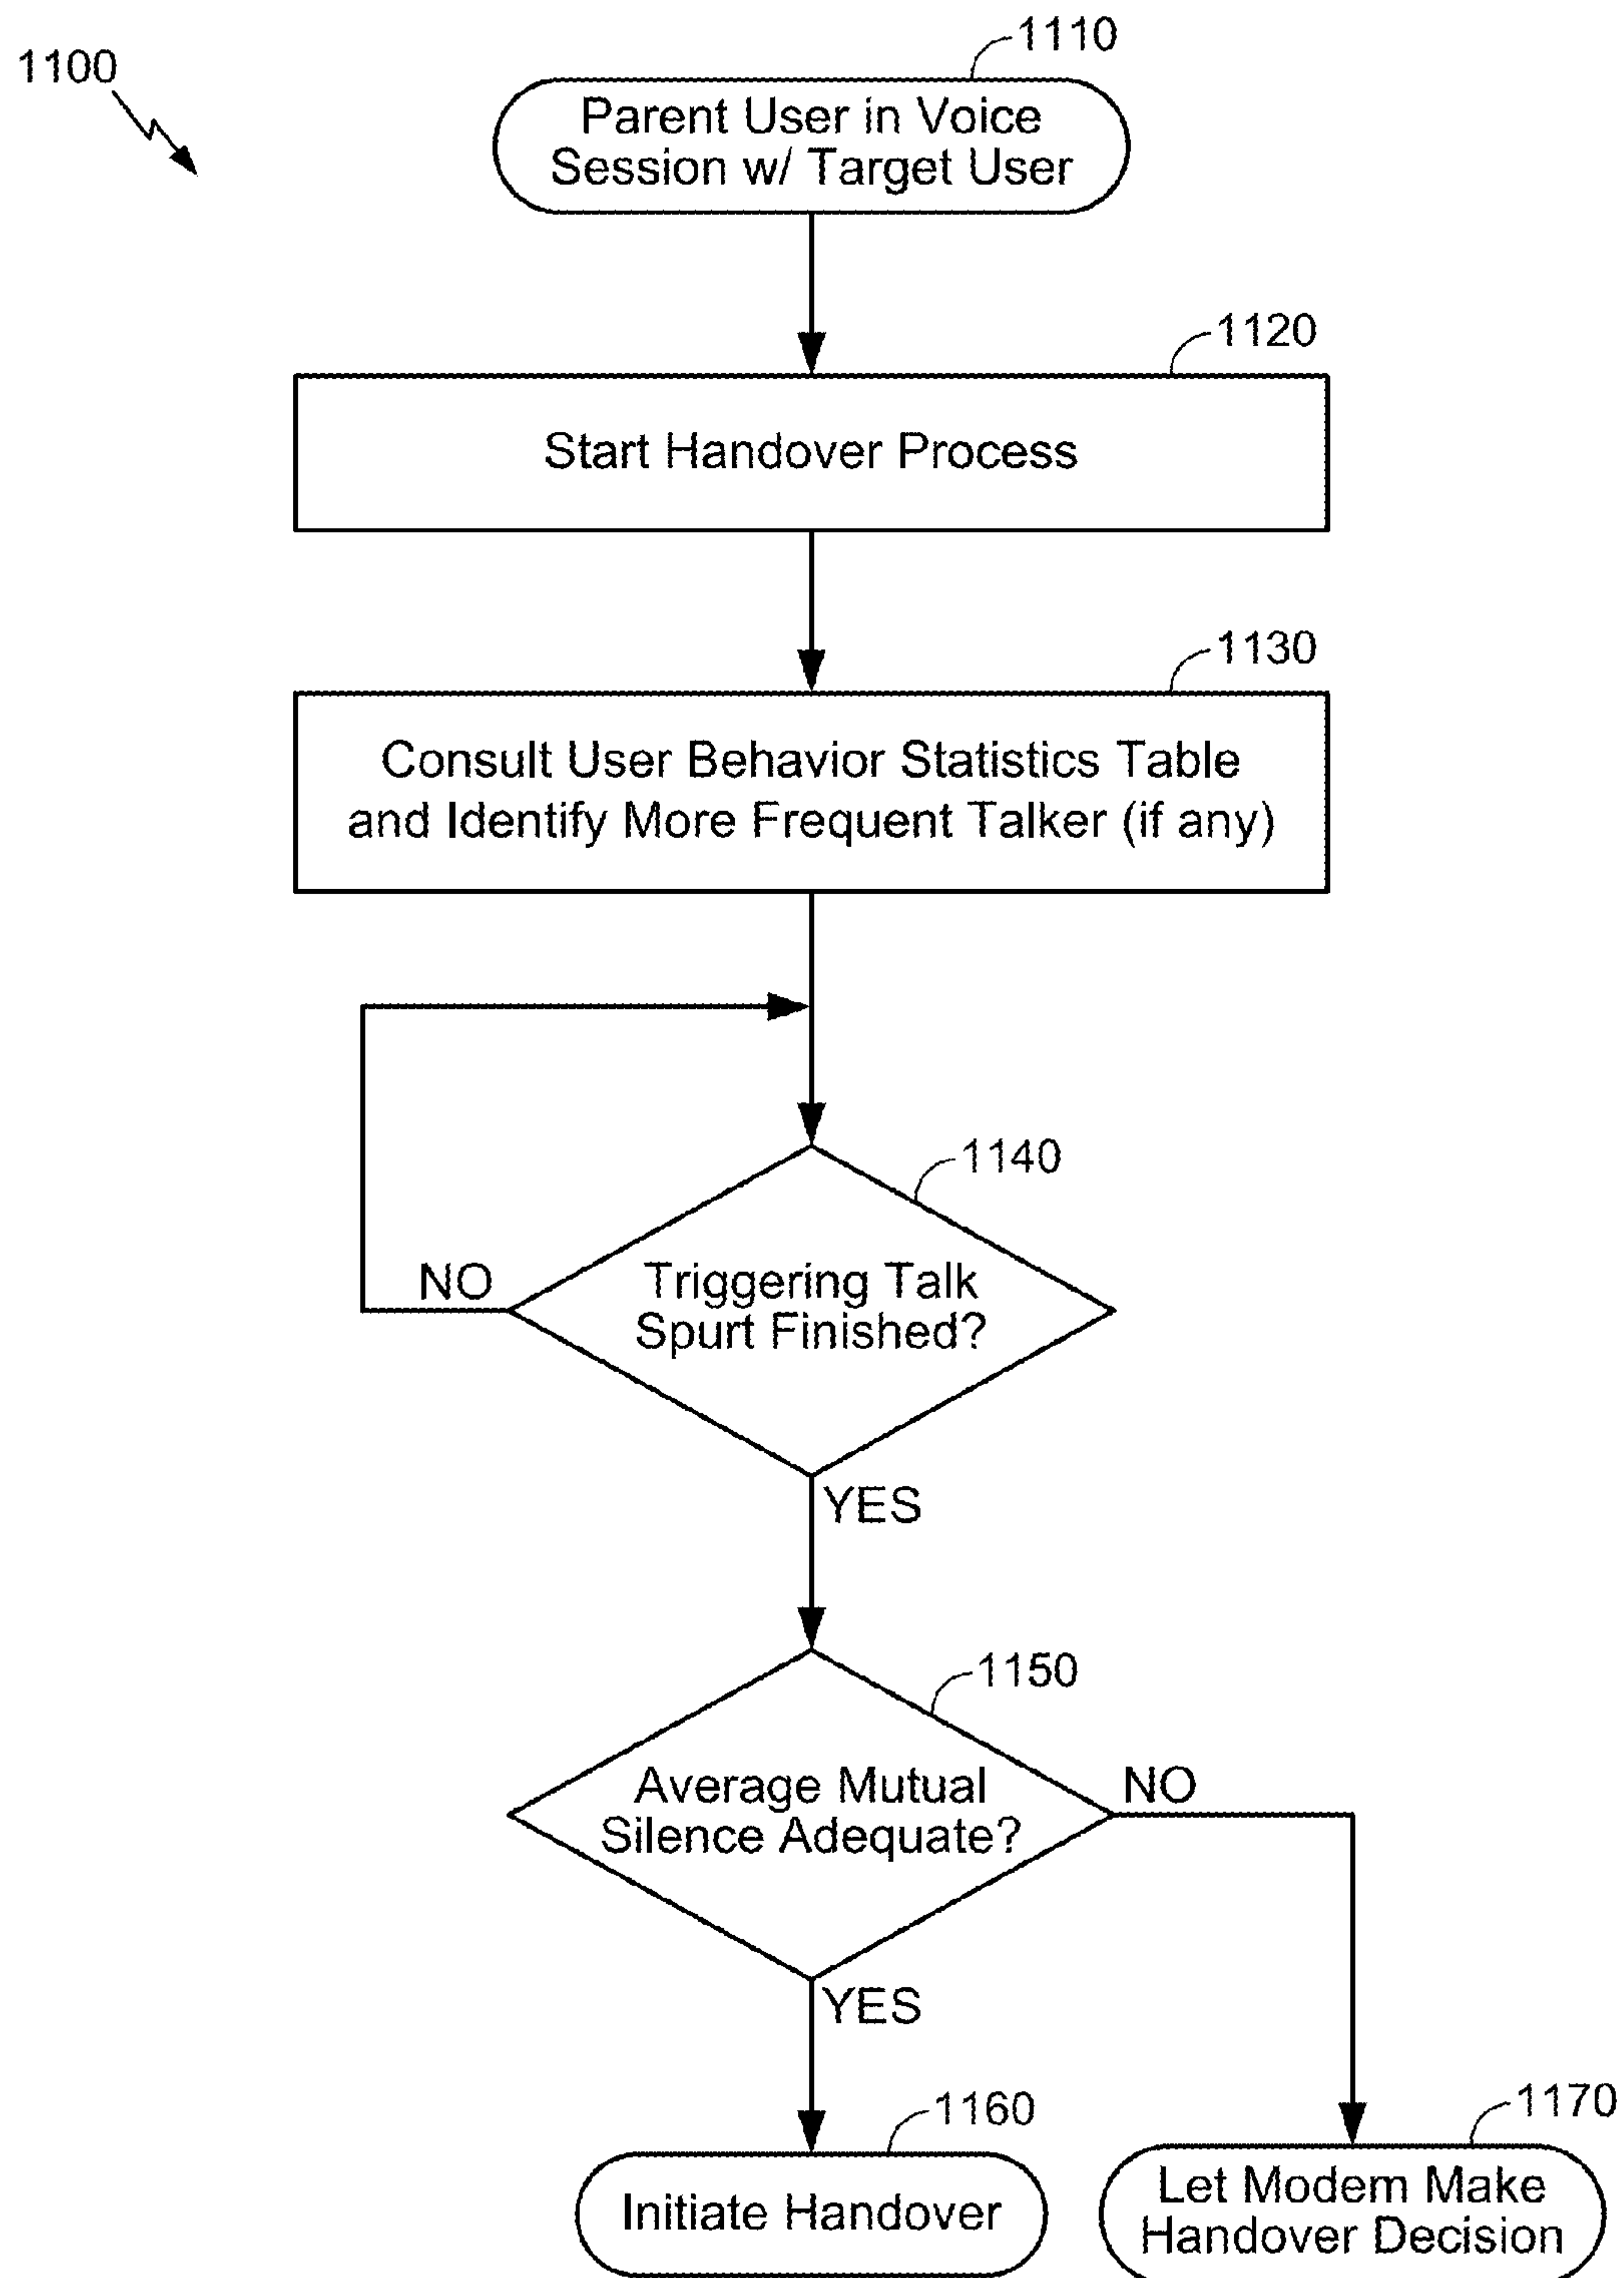 1100
1110
Parent User in Voice
Session w/ Target User
1120
Start Handover Process
1130
Consult User Behavior Statistics Table
and Identify More Frequent Talker (if any)
1140
NO
Triggering Talk
Spurt Finished?
YES
1150
Average Mutual
Silence Adequate?
NO
YES
1160
Initiate Handover
1170
Let Modem Make
Handover Decision